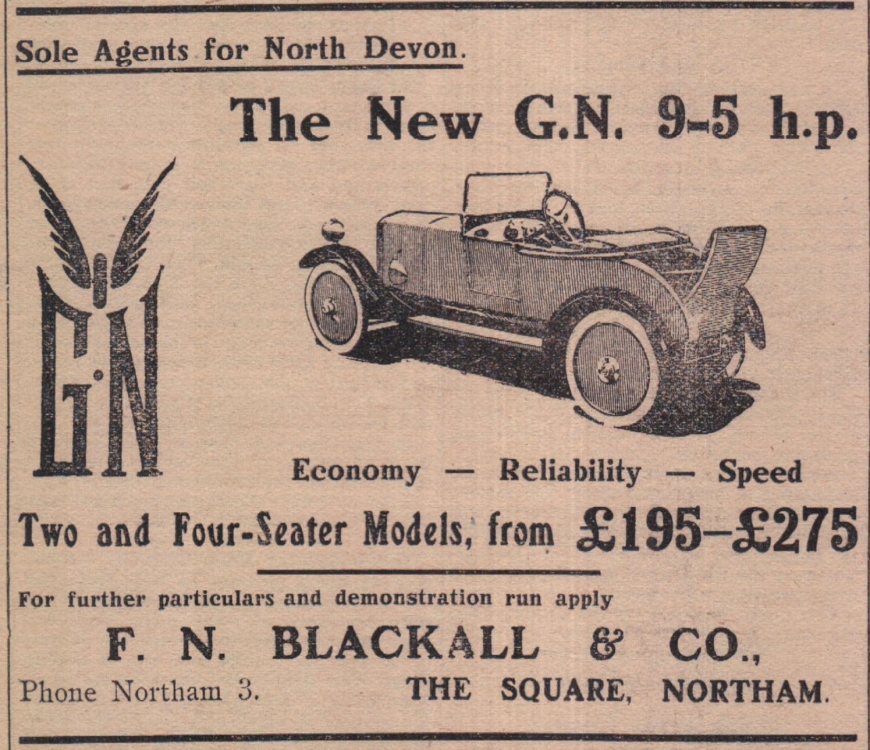 Sole Agents for North Devon.
The New G.N. 9-5 h.p.
G·N
Economy — Reliability — Speed
Two and Four-Seater Models, from £195–£275
For further particulars and demonstration run apply
F. N. BLACKALL & CO.,
Phone Northam 3. THE SQUARE, NORTHAM.